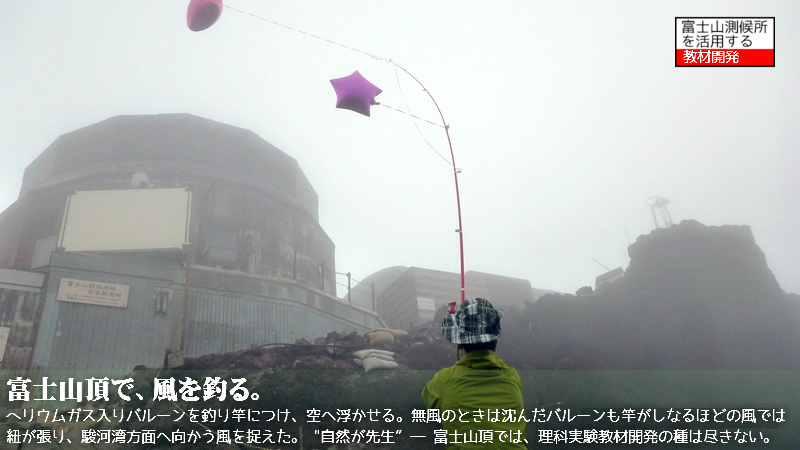 富士山測候所
を活用する
教材開発
富士山頂で、風を釣る。
ヘリウムガス入りバルーンを釣り竿につけ、空へ浮かせる。無風のときは沈んだバルーンも竿がしなるほどの風では
紐が張り、駿河湾方面へ向かう風を捉えた。“自然が先生”― 富士山頂では、理科実験教材開発の種は尽きない。